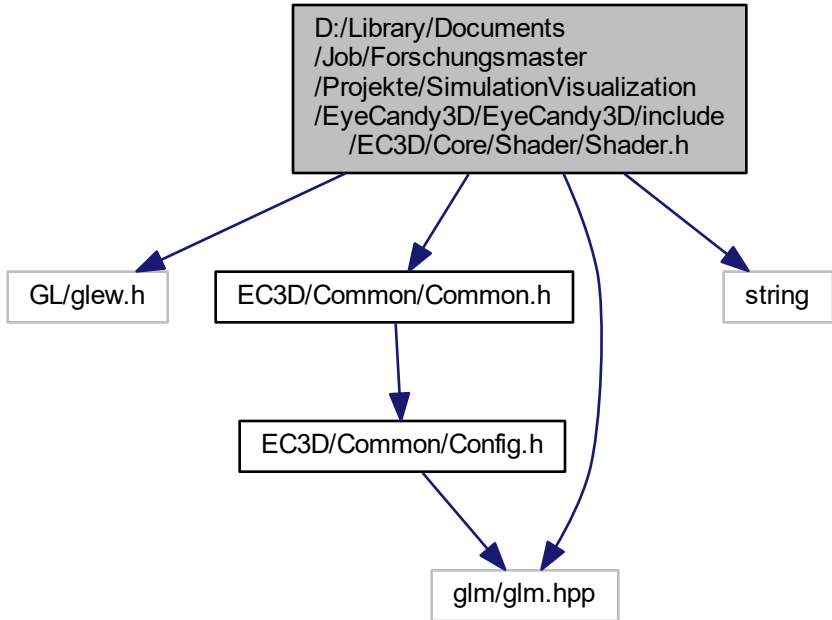 D:/Library/Documents
/Job/Forschungsmaster
/Projekte/SimulationVisualization
/EyeCandy3D/EyeCandy3D/include
/EC3D/Core/Shader/Shader.h
GL/glew.h
EC3D/Common/Common.h
string
EC3D/Common/Config.h
glm/glm.hpp